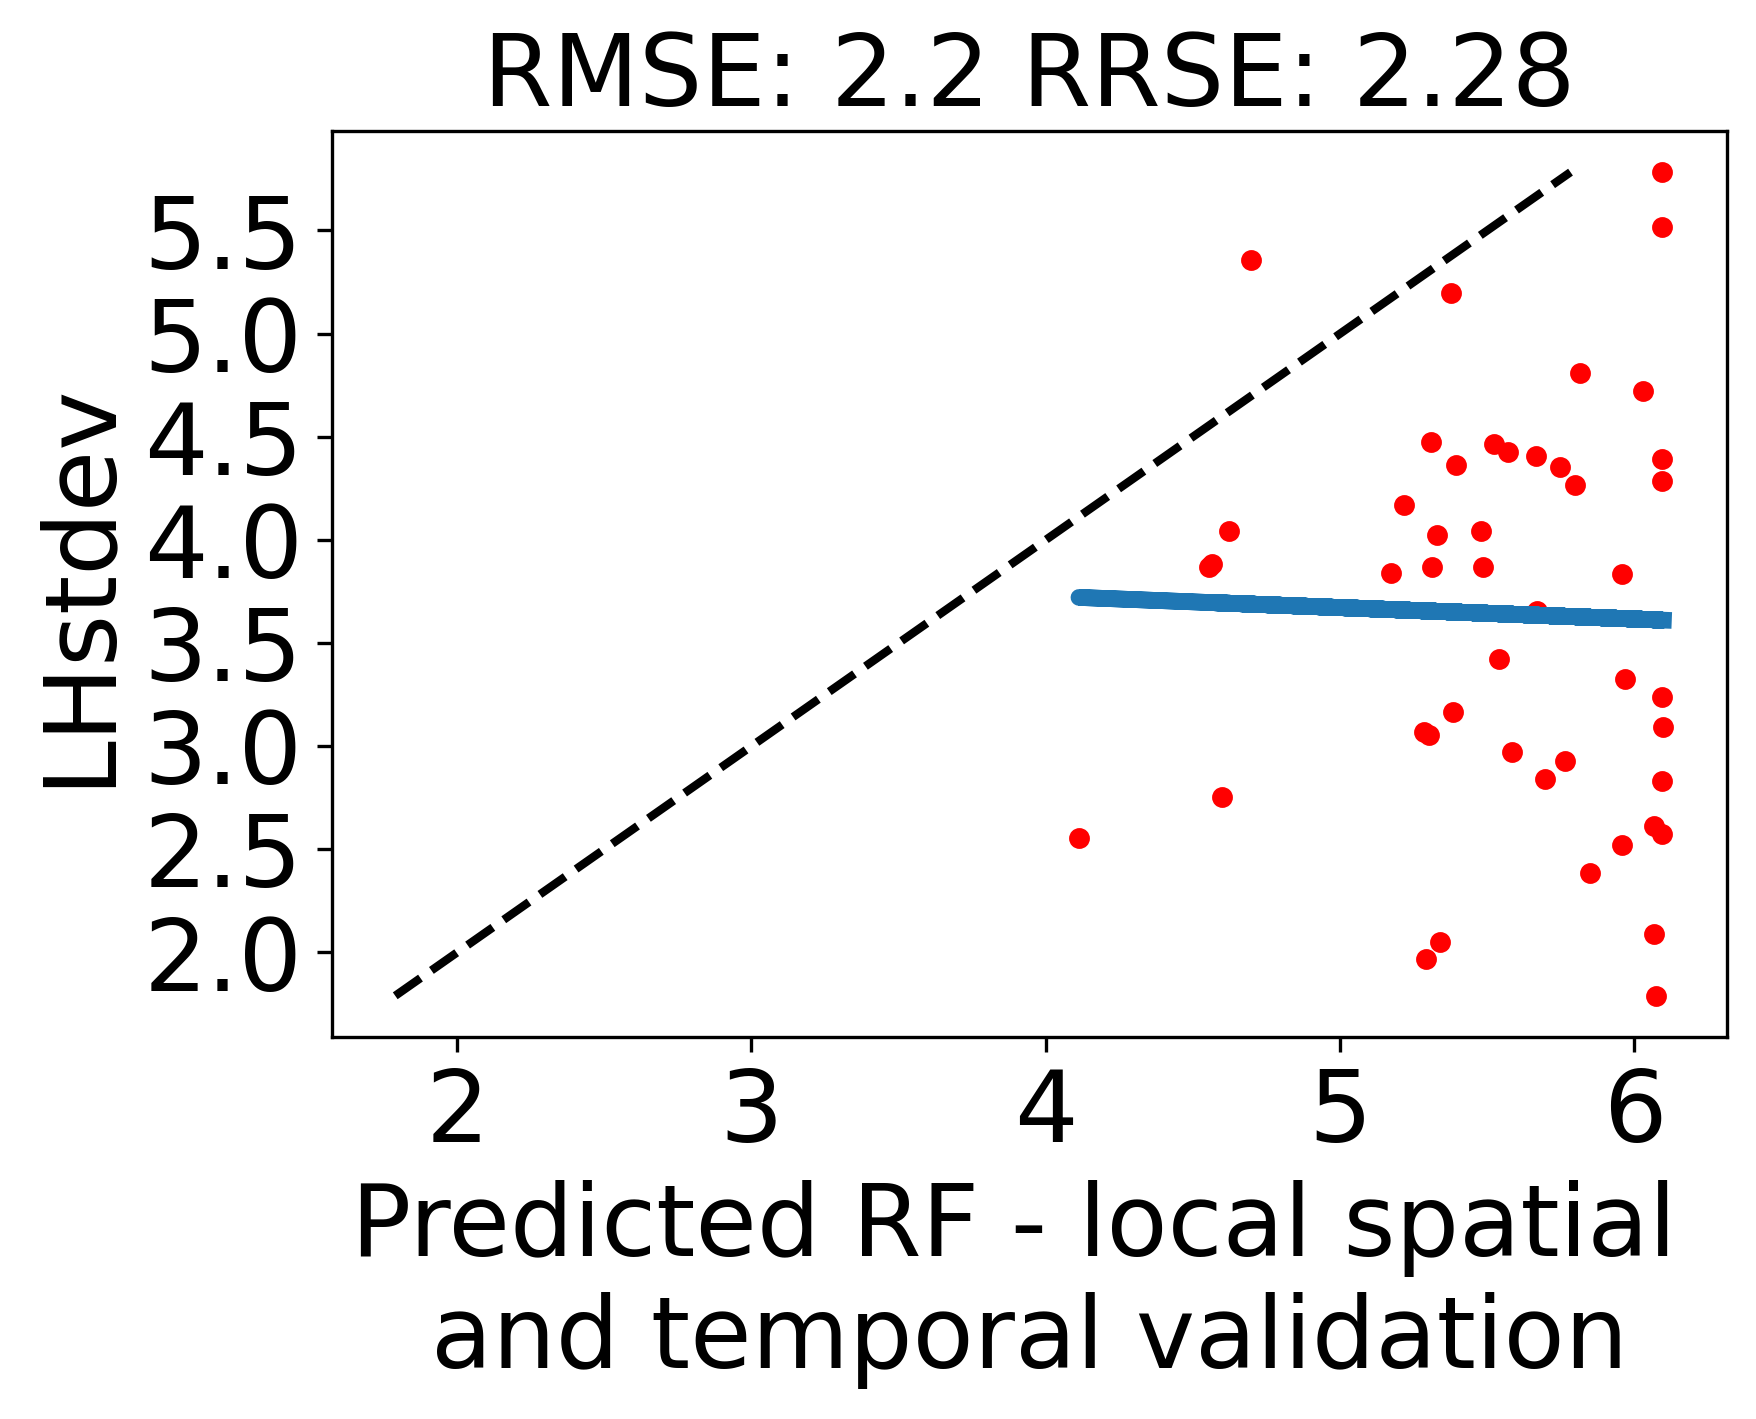 RMSE: 2.2 RRSE: 2.28
LHstdev
5.5
5.0
4.5
4.0
3.5
3.0
2.5
2.0
2 3 4 5 6
Predicted RF - local spatial
and temporal validation